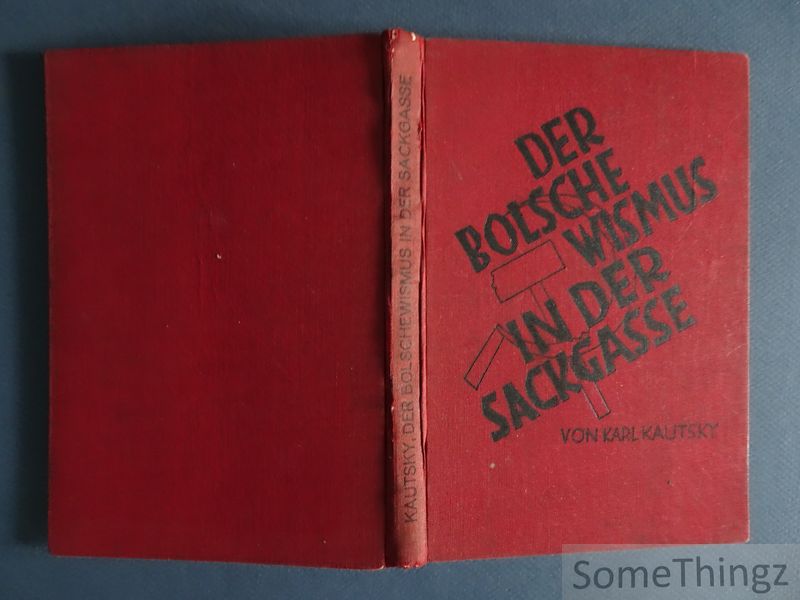 KAUTSKY, DER BOLSCHEWISMUS IN DER SACKGASSE
DER
BOLSCHE
WISMUS
IN DER
SACKGASSE
VON KARL KAUTSKY
SomeThingz